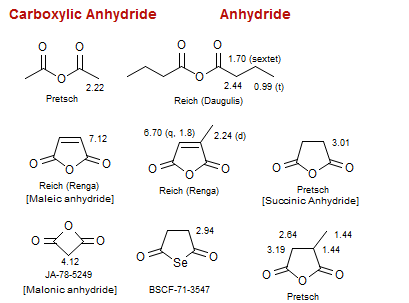 Carboxylic Anhydride Anhydride
O O O O
O O
1.70 (sextet)
2.22 2.44 0.99 (t)
Pretsch Reich (Daugulis)
7.12 6.70 (q, 1.8) 2.24 (d) 3.01
O O O O O O O O O
Reich (Renga) Reich (Renga) Pretsch
[Maleic anhydride] [Succinic Anhydride]
O 2.94 2.64 1.44
O O O O 3.19 1.44
4.12 Se O O O
JA-78-5249 BSCF-71-3547 Pretsch
[Malonic anhydride]